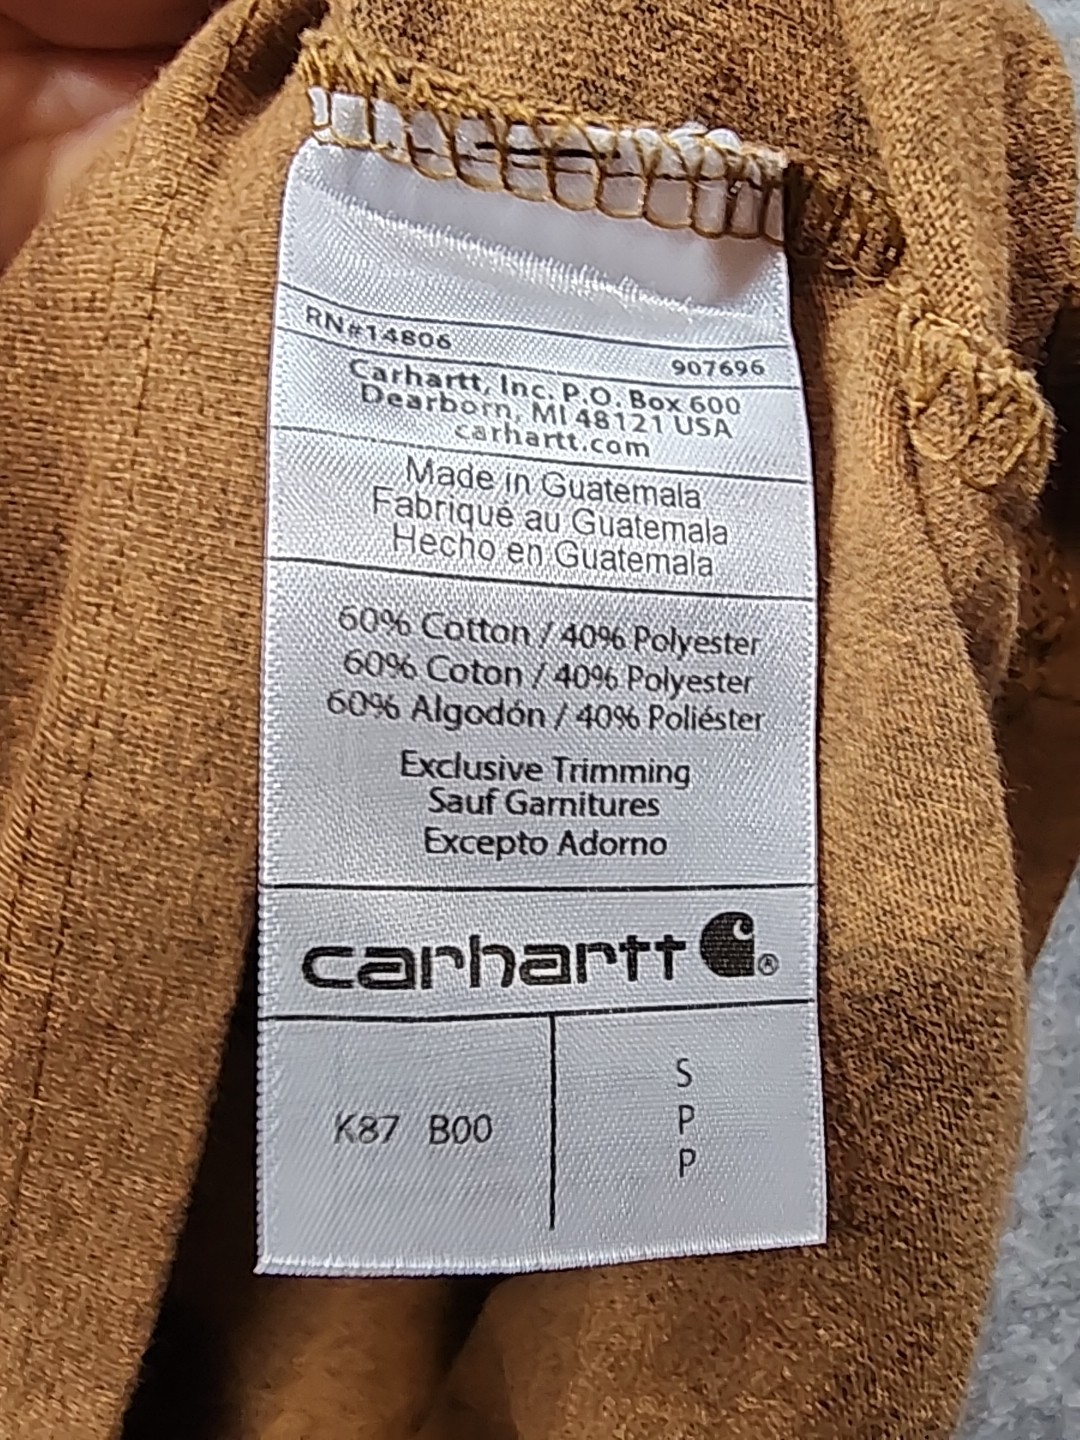 RN#14806
907696
Carhartt, Inc. P.O. Box 600
Dearborn, MI 48121 USA
carhartt.com
Made in Guatemala
Fabriqué au Guatemala
Hecho en Guatemala
60% Cotton / 40% Polyester
60% Coton / 40% Polyester
60% Algodón / 40% Poliéster
Exclusive Trimming
Sauf Garnitures
Excepto Adorno
carhartt ®
K87 B00
S
P
P